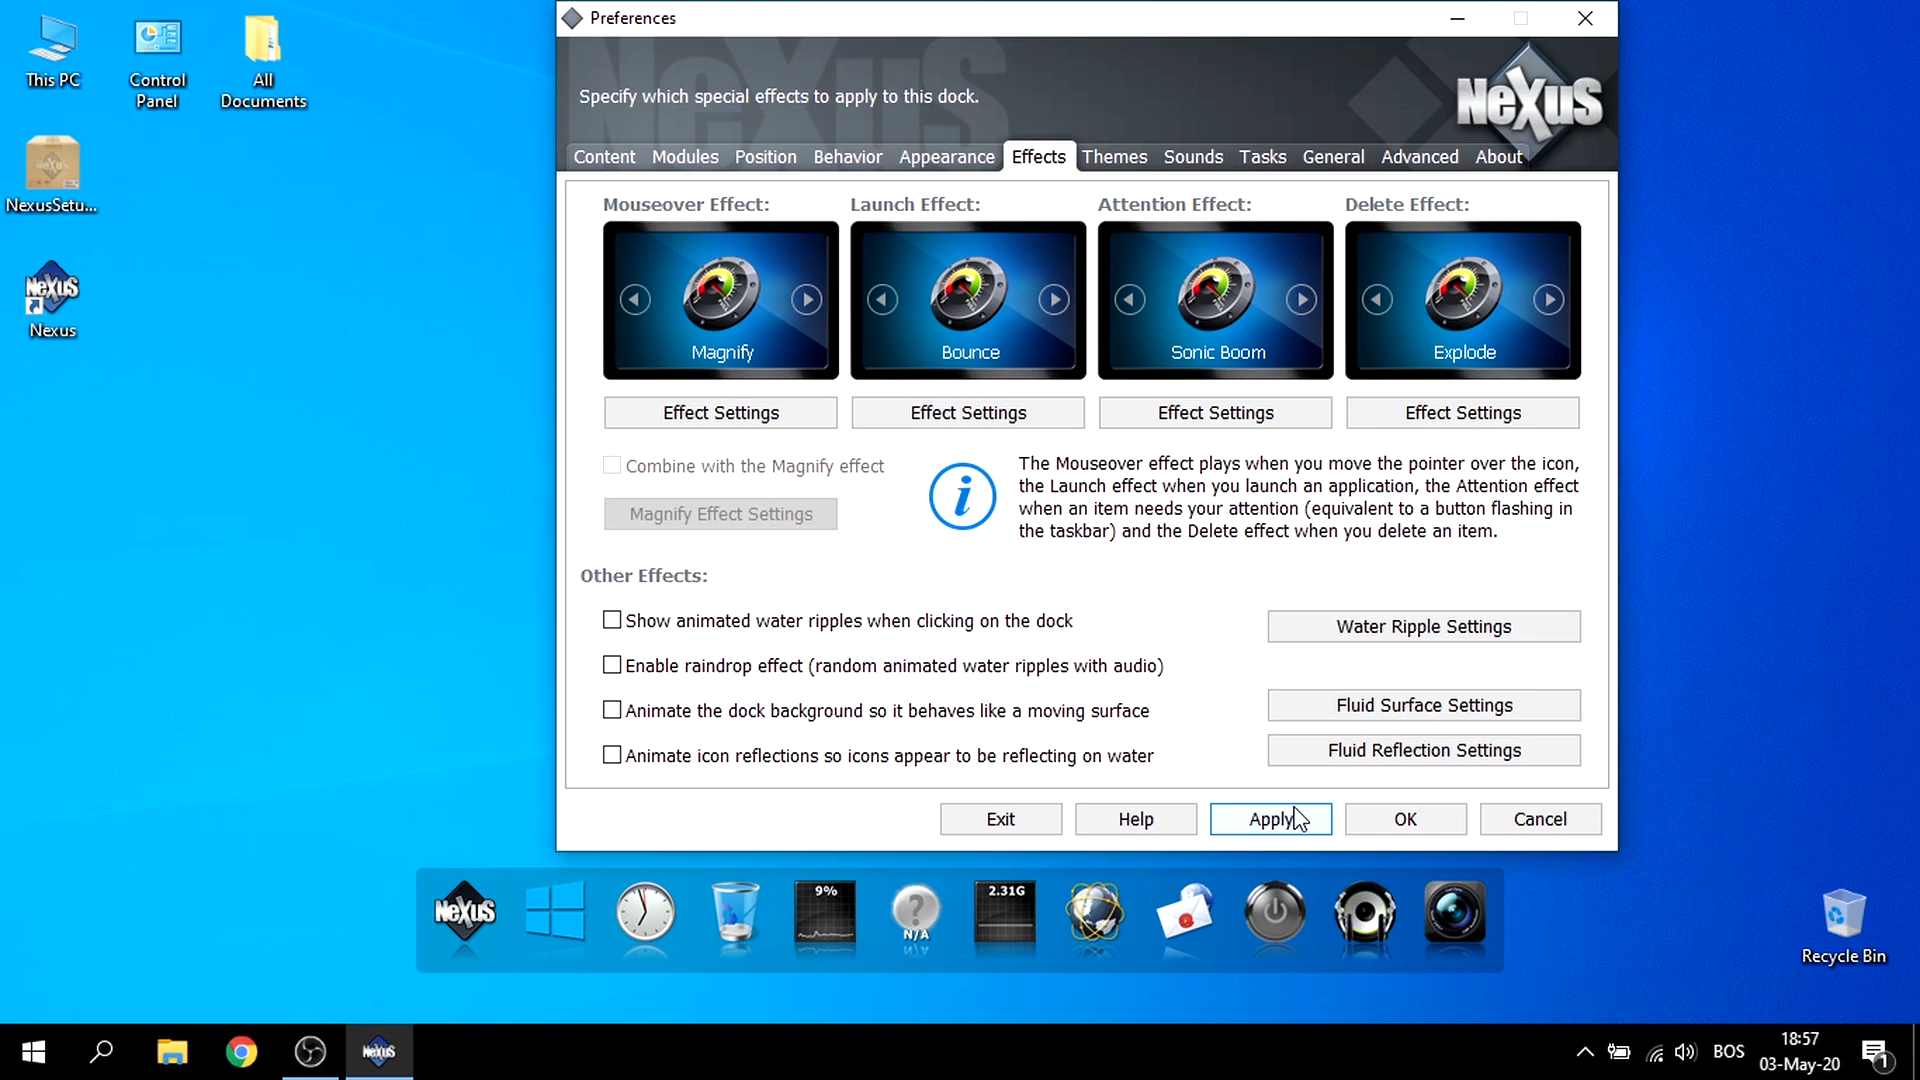 Preferences
NeXuS
Specify which special effects to apply to this dock.
NeXuS
Content Modules Position Behavior Appearance Effects Themes Sounds Tasks General Advanced About
Mouseover Effect: Launch Effect: Attention Effect: Delete Effect:
Magnify Bounce Sonic Boom Explode
Effect Settings Effect Settings Effect Settings Effect Settings
Combine with the Magnify effect
Magnify Effect Settings
i
The Mouseover effect plays when you move the pointer over the icon,
the Launch effect when you launch an application, the Attention effect
when an item needs your attention (equivalent to a button flashing in
the taskbar) and the Delete effect when you delete an item.
Other Effects:
Show animated water ripples when clicking on the dock
Water Ripple Settings
Enable raindrop effect (random animated water ripples with audio)
Animate the dock background so it behaves like a moving surface
Fluid Surface Settings
Animate icon reflections so icons appear to be reflecting on water
Fluid Reflection Settings
Exit Help Apply OK Cancel
This PC
Control
Panel
All
Documents
NexusSetu...
NeXuS
Nexus
NeXuS
9%
?
N/A
2.31G
Recycle Bin
NeXuS
BOS
18:57
03-May-20
1